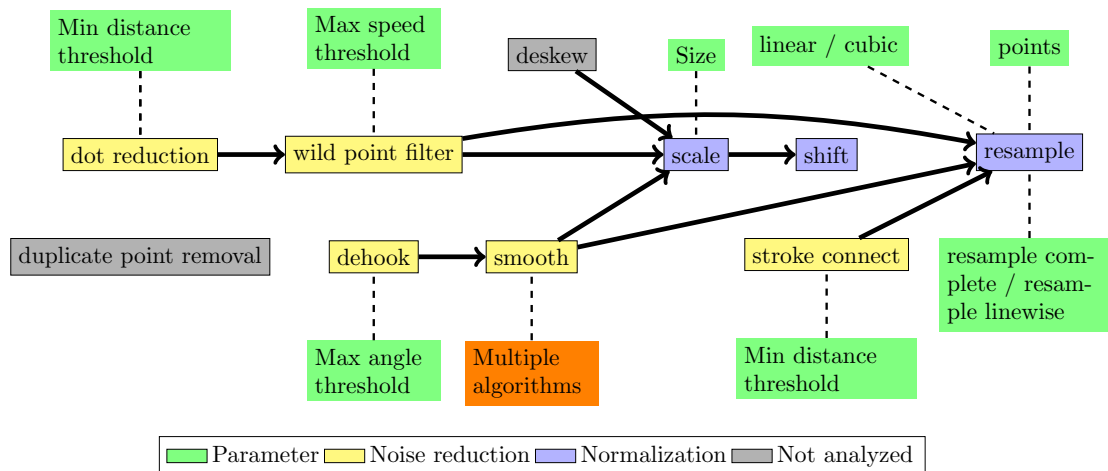 Min distance
threshold
Max speed
threshold
deskew
Size
linear / cubic
points
dot reduction
wild point filter
scale
shift
resample
duplicate point removal
dehook
smooth
stroke connect
resample com-
plete / resam-
ple linewise
Max angle
threshold
Multiple
algorithms
Min distance
threshold
Parameter Noise reduction Normalization Not analyzed